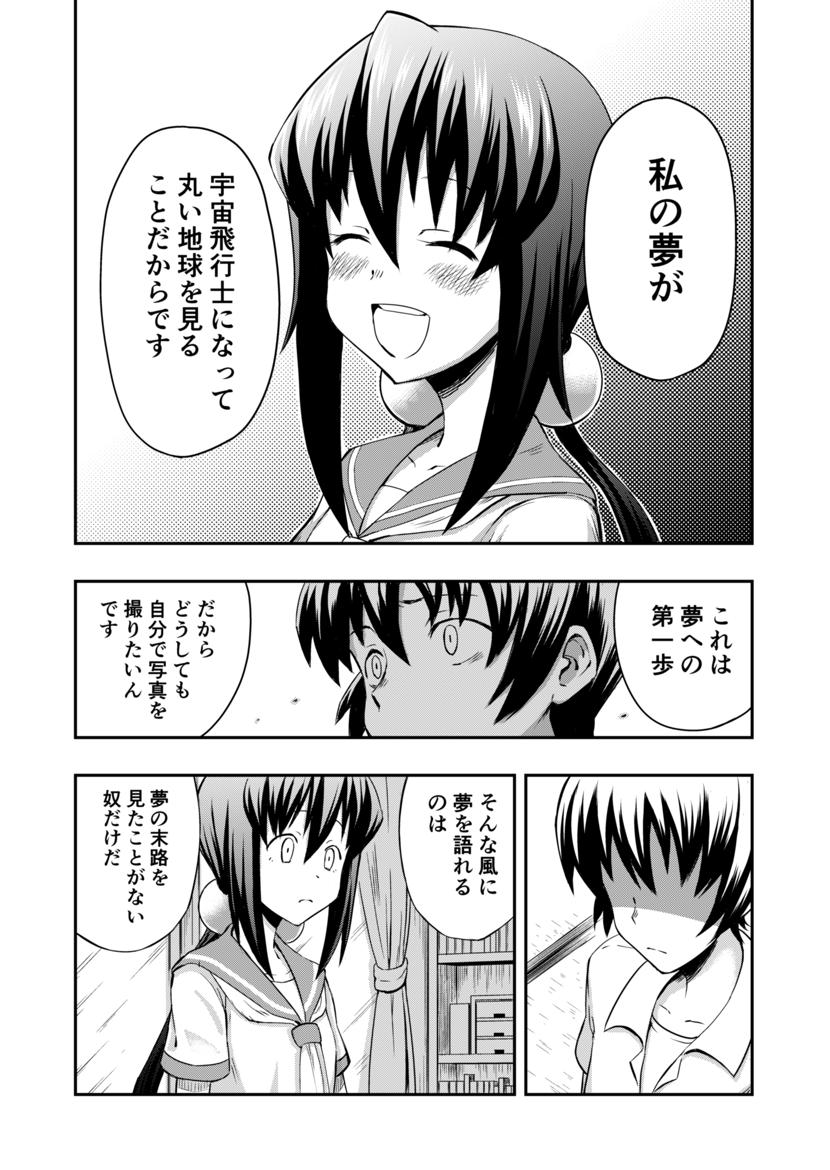 私の夢が
宇宙飛行士になって
丸い地球を見る
ことだからです
これは
夢への
第一歩
だから
どうしても
自分で写真を
撮りたいん
です
そんな風に
夢を語れる
のは
夢の末路を
見たことがない
奴だけだ